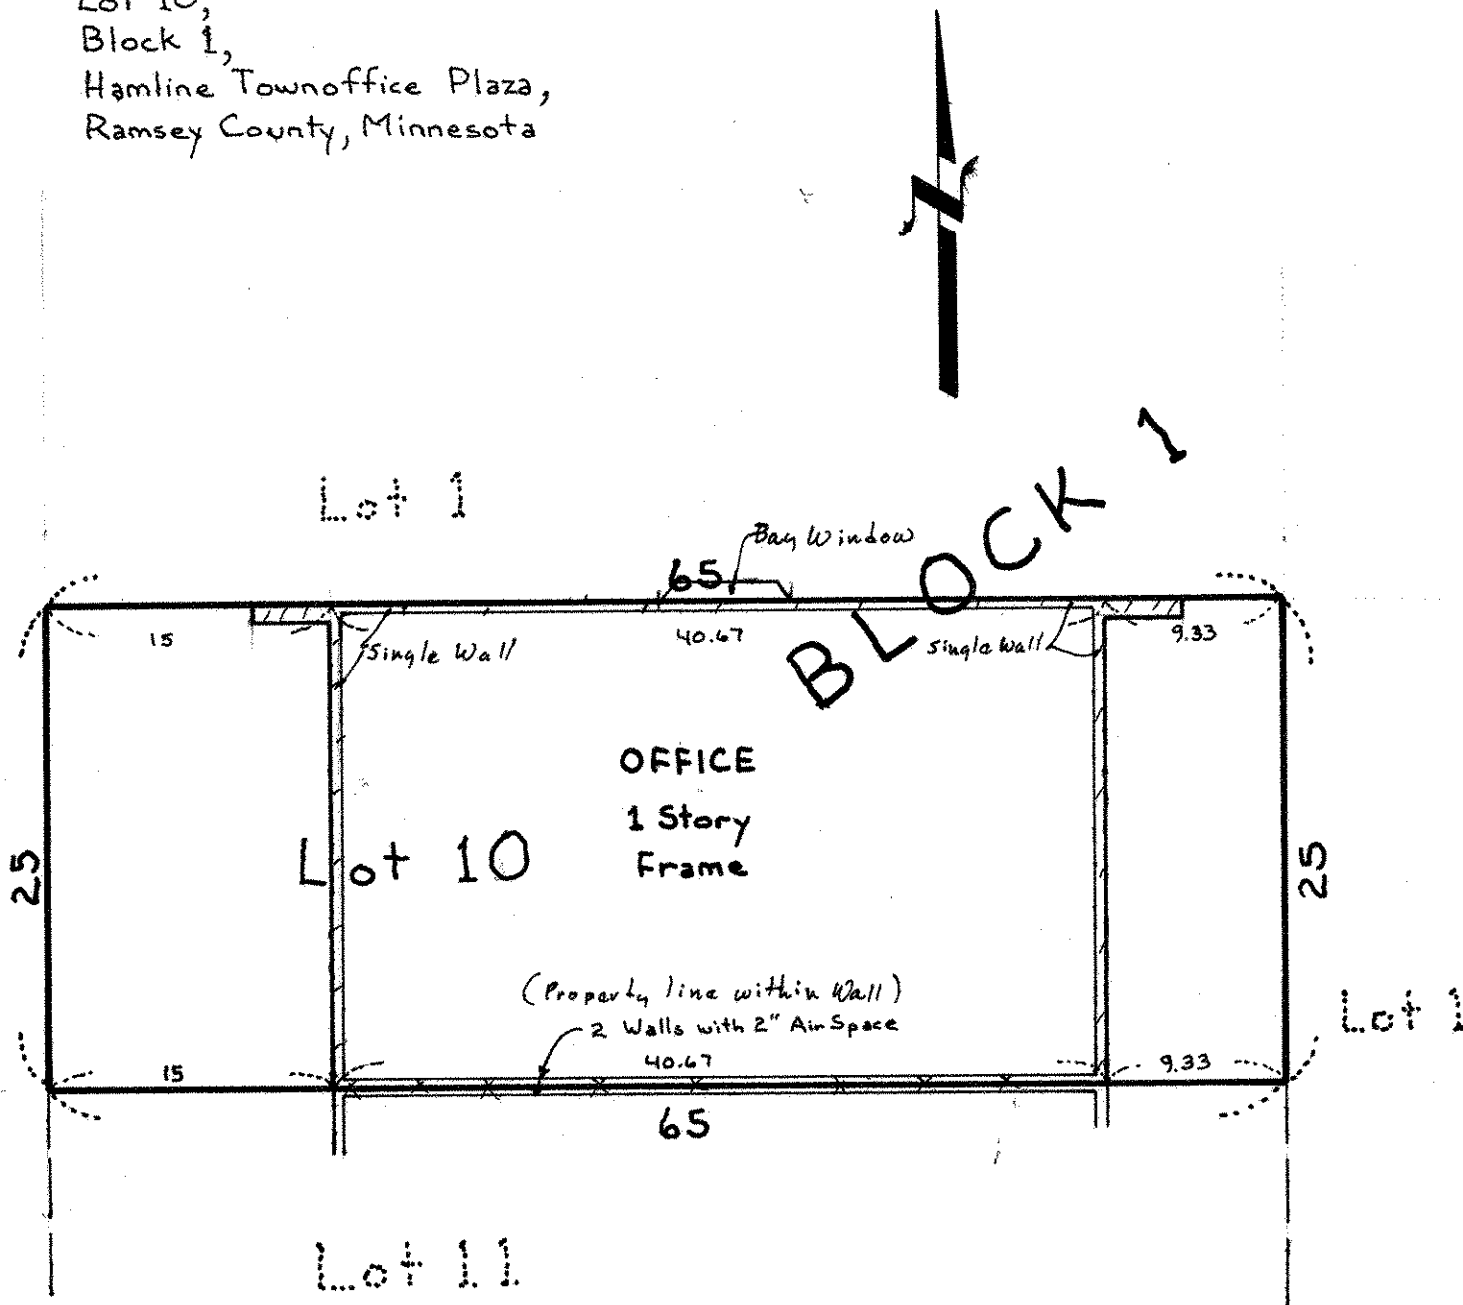 Lot 10,
Block 1,
Hamline Townoffice Plaza,
Ramsey County, Minnesota
N
Lot 1
BLOCK 1
Bay Window
65
15
40.67
9.33
Single Wall
Single Wall
OFFICE
1 Story
Frame
Lot 10
25
25
(Property line within Wall)
2 Walls with 2" Air Space
Lot 1
15
40.67
9.33
65
Lot 11